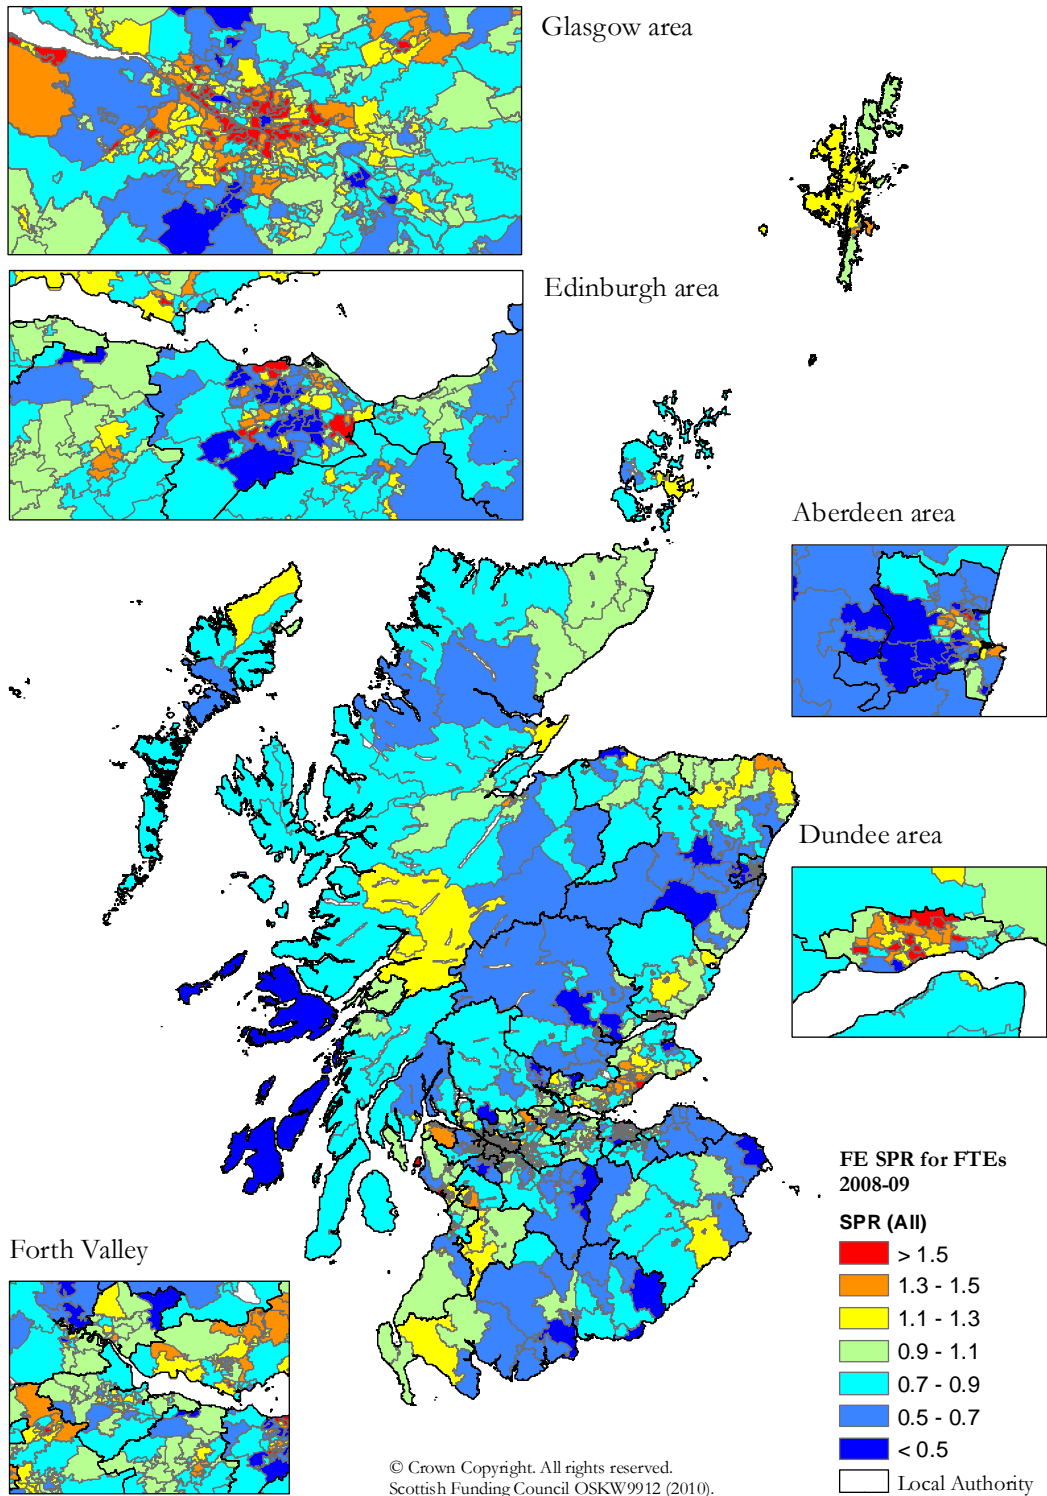 Glasgow area
Edinburgh area
Aberdeen area
Dundee area
Forth Valley
FE SPR for FTEs
2008-09
SPR (All)
> 1.5
1.3 - 1.5
1.1 - 1.3
0.9 - 1.1
0.7 - 0.9
0.5 - 0.7
< 0.5
Local Authority
© Crown Copyright. All rights reserved.
Scottish Funding Council OSKW9912 (2010).